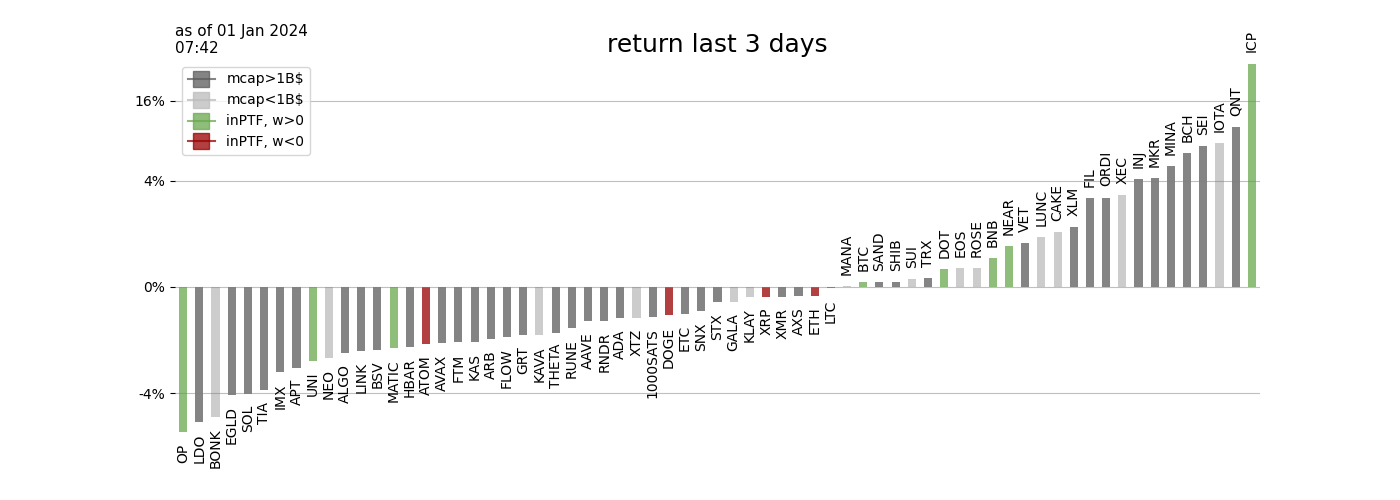 as of 01 Jan 2024
07:42
return last 3 days
mcap>1B$
mcap<1B$
inPTF, w>0
inPTF, w<0
16%
4%
0%
-4%
OP
LDO
BONK
EGLD
SOL
TIA
IMX
APT
UNI
NEO
ALGO
LINK
BSV
MATIC
HBAR
ATOM
AVAX
FTM
KAS
ARB
FLOW
GRT
KAVA
THETA
RUNE
AAVE
RNDR
ADA
XTZ
1000SATS
DOGE
ETC
SNX
STX
GALA
KLAY
XRP
XMR
AXS
ETH
LTC
MANA
BTC
SAND
SHIB
SUI
TRX
DOT
EOS
ROSE
BNB
NEAR
VET
LUNC
CAKE
XLM
FIL
ORDI
XEC
INJ
MKR
MINA
BCH
SEI
IOTA
QNT
ICP